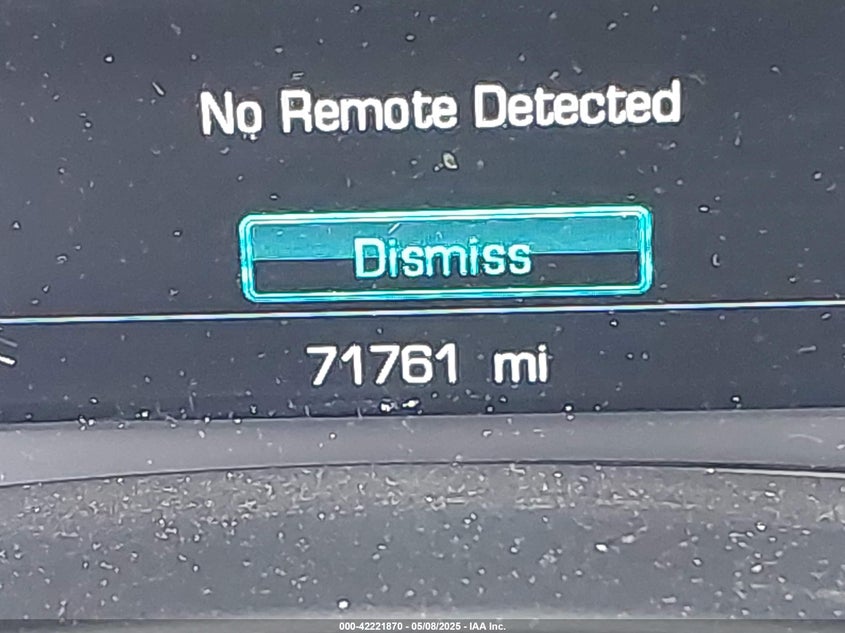 No Remote Detected
Dismiss
71761 mi
000-42221870 - 05/08/2025 - IAA Inc.